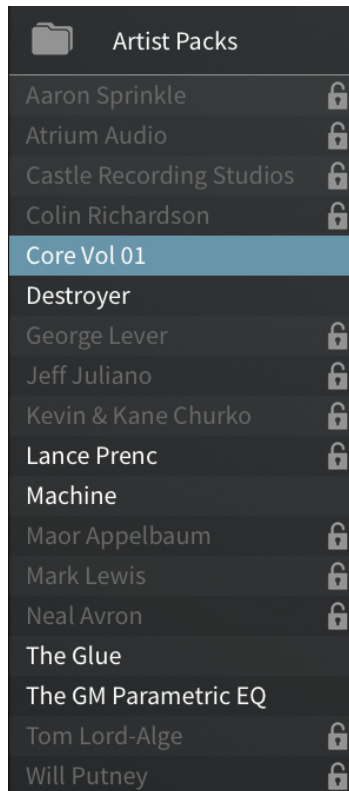 Artist Packs
Aaron Sprinkle
Atrium Audio
Castle Recording Studios
Colin Richardson
Core Vol 01
Destroyer
George Lever
Jeff Juliano
Kevin & Kane Churko
Lance Prenc
Machine
Maor Appelbaum
Mark Lewis
Neal Avron
The Glue
The GM Parametric EQ
Tom Lord-Alge
Will Putney